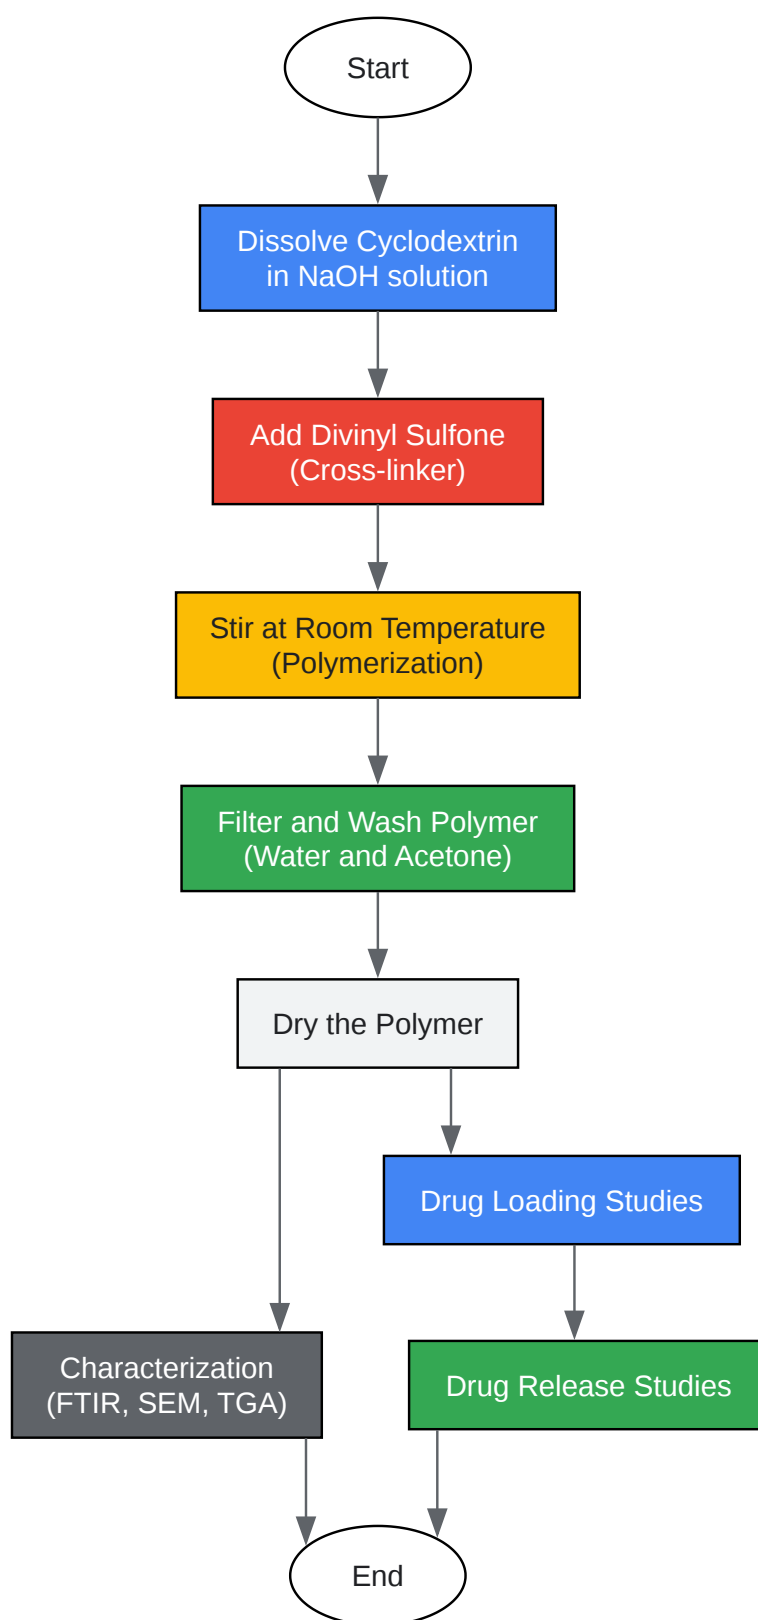 Start
Dissolve Cyclodextrin
in NaOH solution
Add Divinyl Sulfone
(Cross-linker)
Stir at Room Temperature
(Polymerization)
Filter and Wash Polymer
(Water and Acetone)
Dry the Polymer
Drug Loading Studies
Characterization
(FTIR, SEM, TGA)
Drug Release Studies
End